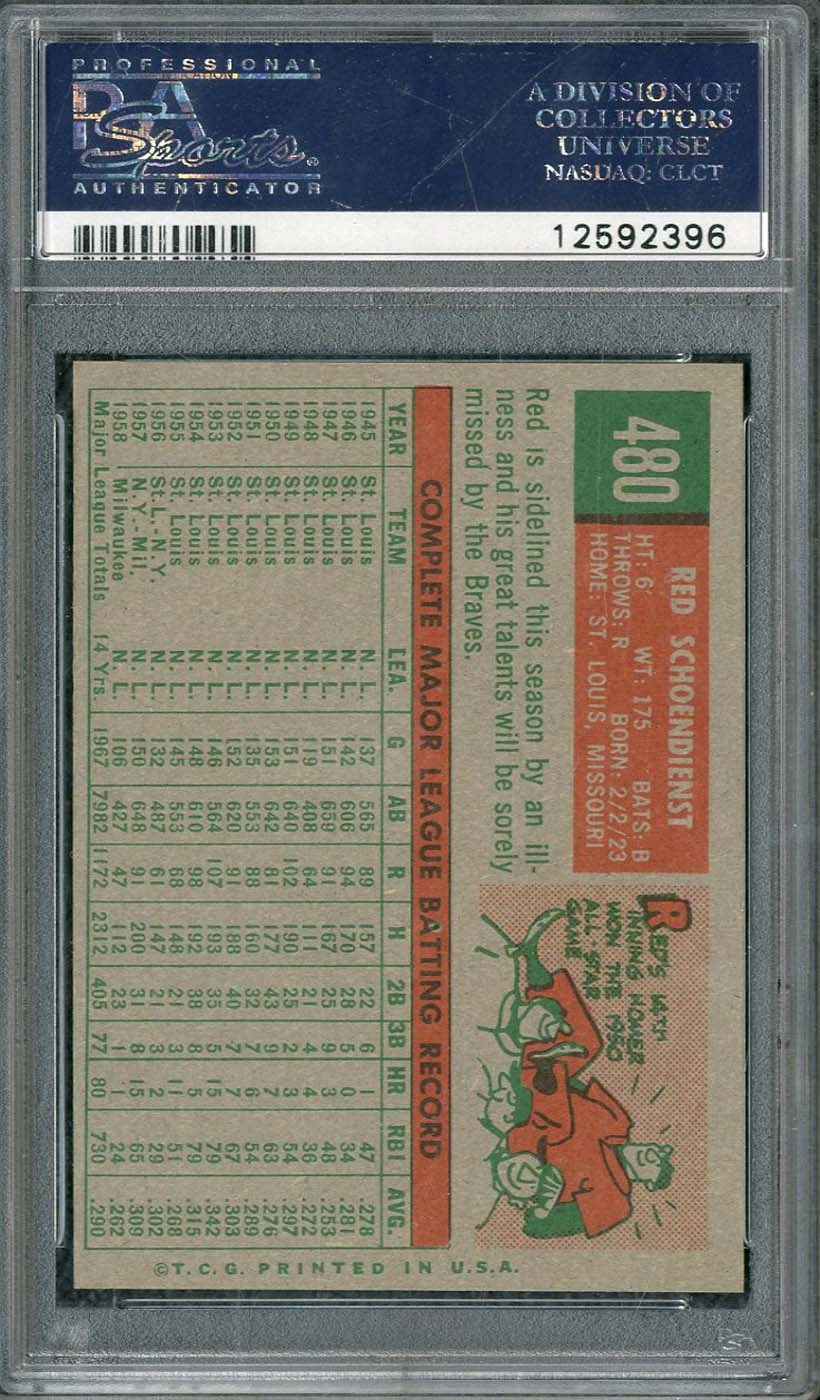 PROFESSIONAL
PSA
Sports®
AUTHENTICATOR
A DIVISION OF
COLLECTORS
UNIVERSE
NASDAQ: CLCT
12592396
480
RED SCHOENDIENST
HT: 6' WT: 175 BATS: B
THROWS: R BORN: 2/2/23
HOME: ST. LOUIS, MISSOURI
Red is sidelined this season by an ill-
ness and his great talents will be sorely
missed by the Braves.
RED'S 14TH
INNING HOMER
WON THE 1950
ALL STAR
GAME
COMPLETE MAJOR LEAGUE BATTING RECORD
YEAR TEAM LEA. G AB R H 2B 3B HR RBI AVG.
1945 St. Louis N. L. 137 565 89 157 22 6 1 47 .278
1946 St. Louis N. L. 142 606 94 170 28 5 0 34 .281
1947 St. Louis N. L. 151 659 91 167 25 9 3 48 .253
1948 St. Louis N. L. 119 408 64 111 21 4 4 36 .272
1949 St. Louis N. L. 151 640 102 190 25 2 3 54 .297
1950 St. Louis N. L. 153 642 81 177 43 9 7 63 .276
1951 St. Louis N. L. 135 553 88 160 32 7 6 54 .289
1952 St. Louis N. L. 152 620 91 188 40 7 7 67 .303
1953 St. Louis N. L. 146 564 107 193 35 5 15 79 .342
1954 St. Louis N. L. 148 610 98 192 38 8 5 79 .315
1955 St. Louis N. L. 145 553 68 148 21 3 11 51 .268
1956 St. L.-N. Y. N. L. 132 487 61 147 21 3 2 29 .302
1957 N. Y.-Mil. N. L. 150 648 91 200 31 8 15 65 .309
1958 Milwaukee N. L. 106 427 47 112 23 1 1 24 .262
Major League Totals 14 Yrs. 1967 7982 1172 2312 405 77 80 730 .290
©T.C.G. PRINTED IN U.S.A.